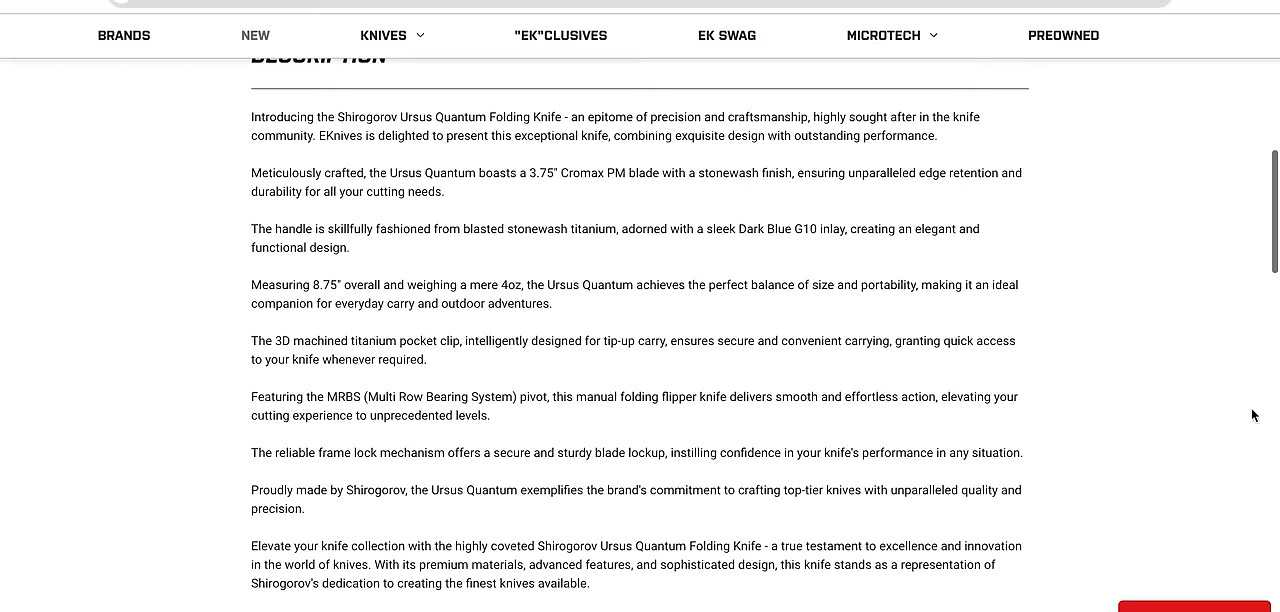 BRANDS NEW KNIVES "EK"CLUSIVES EK SWAG MICROTECH PREOWNED
DESCRIPTION
Introducing the Shirogorov Ursus Quantum Folding Knife - an epitome of precision and craftsmanship, highly sought after in the knife
community. EKnives is delighted to present this exceptional knife, combining exquisite design with outstanding performance.
Meticulously crafted, the Ursus Quantum boasts a 3.75" Cromax PM blade with a stonewash finish, ensuring unparalleled edge retention and
durability for all your cutting needs.
The handle is skillfully fashioned from blasted stonewash titanium, adorned with a sleek Dark Blue G10 inlay, creating an elegant and
functional design.
Measuring 8.75" overall and weighing a mere 4oz, the Ursus Quantum achieves the perfect balance of size and portability, making it an ideal
companion for everyday carry and outdoor adventures.
The 3D machined titanium pocket clip, intelligently designed for tip-up carry, ensures secure and convenient carrying, granting quick access
to your knife whenever required.
Featuring the MRBS (Multi Row Bearing System) pivot, this manual folding flipper knife delivers smooth and effortless action, elevating your
cutting experience to unprecedented levels.
The reliable frame lock mechanism offers a secure and sturdy blade lockup, instilling confidence in your knife's performance in any situation.
Proudly made by Shirogorov, the Ursus Quantum exemplifies the brand's commitment to crafting top-tier knives with unparalleled quality and
precision.
Elevate your knife collection with the highly coveted Shirogorov Ursus Quantum Folding Knife - a true testament to excellence and innovation
in the world of knives. With its premium materials, advanced features, and sophisticated design, this knife stands as a representation of
Shirogorov's dedication to creating the finest knives available.